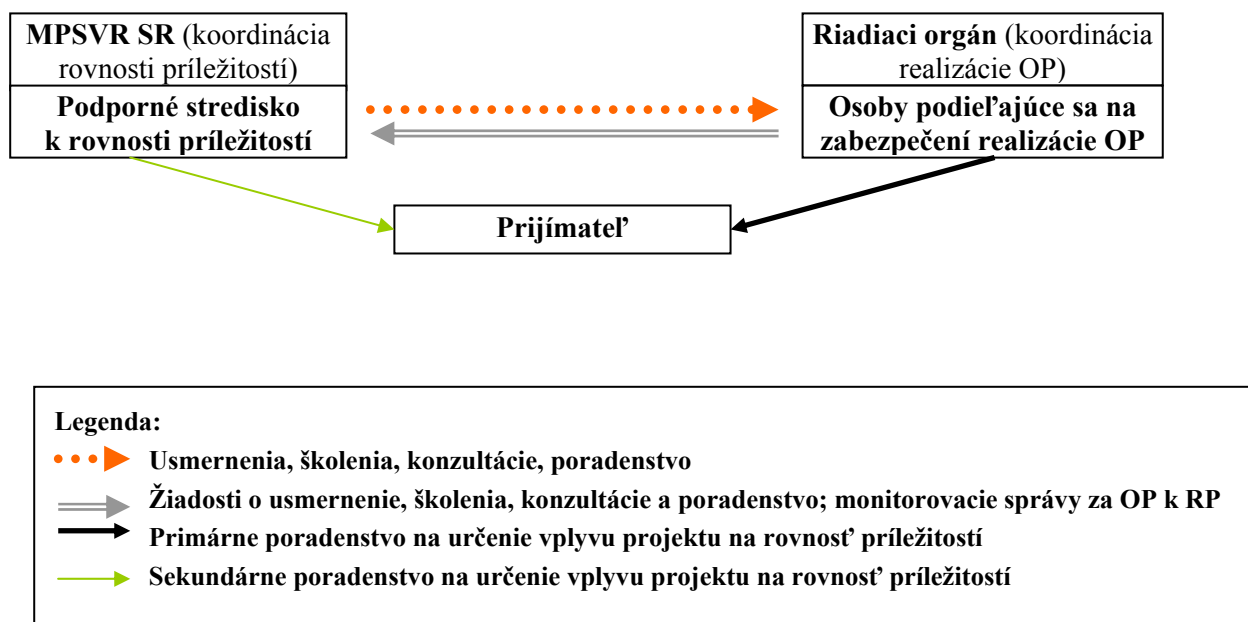 MPSVR SR (koordinácia
rovnosti príležitostí)
Podporné stredisko
k rovnosti príležitostí
Riadiaci orgán (koordinácia
realizácie OP)
Osoby podieľajúce sa na
zabezpečení realizácie OP
Prijímateľ
Legenda:
Usmernenia, školenia, konzultácie, poradenstvo
Žiadosti o usmernenie, školenia, konzultácie a poradenstvo; monitorovacie správy za OP k RP
Primárne poradenstvo na určenie vplyvu projektu na rovnosť príležitostí
Sekundárne poradenstvo na určenie vplyvu projektu na rovnosť príležitostí